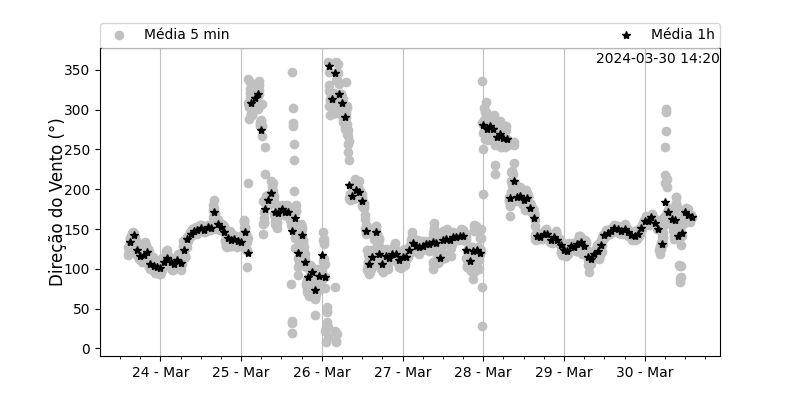 Média 5 min
Média 1h
2024-03-30 14:20
Direção do Vento (°)
350
300
250
200
150
100
50
0
24 - Mar
25 - Mar
26 - Mar
27 - Mar
28 - Mar
29 - Mar
30 - Mar